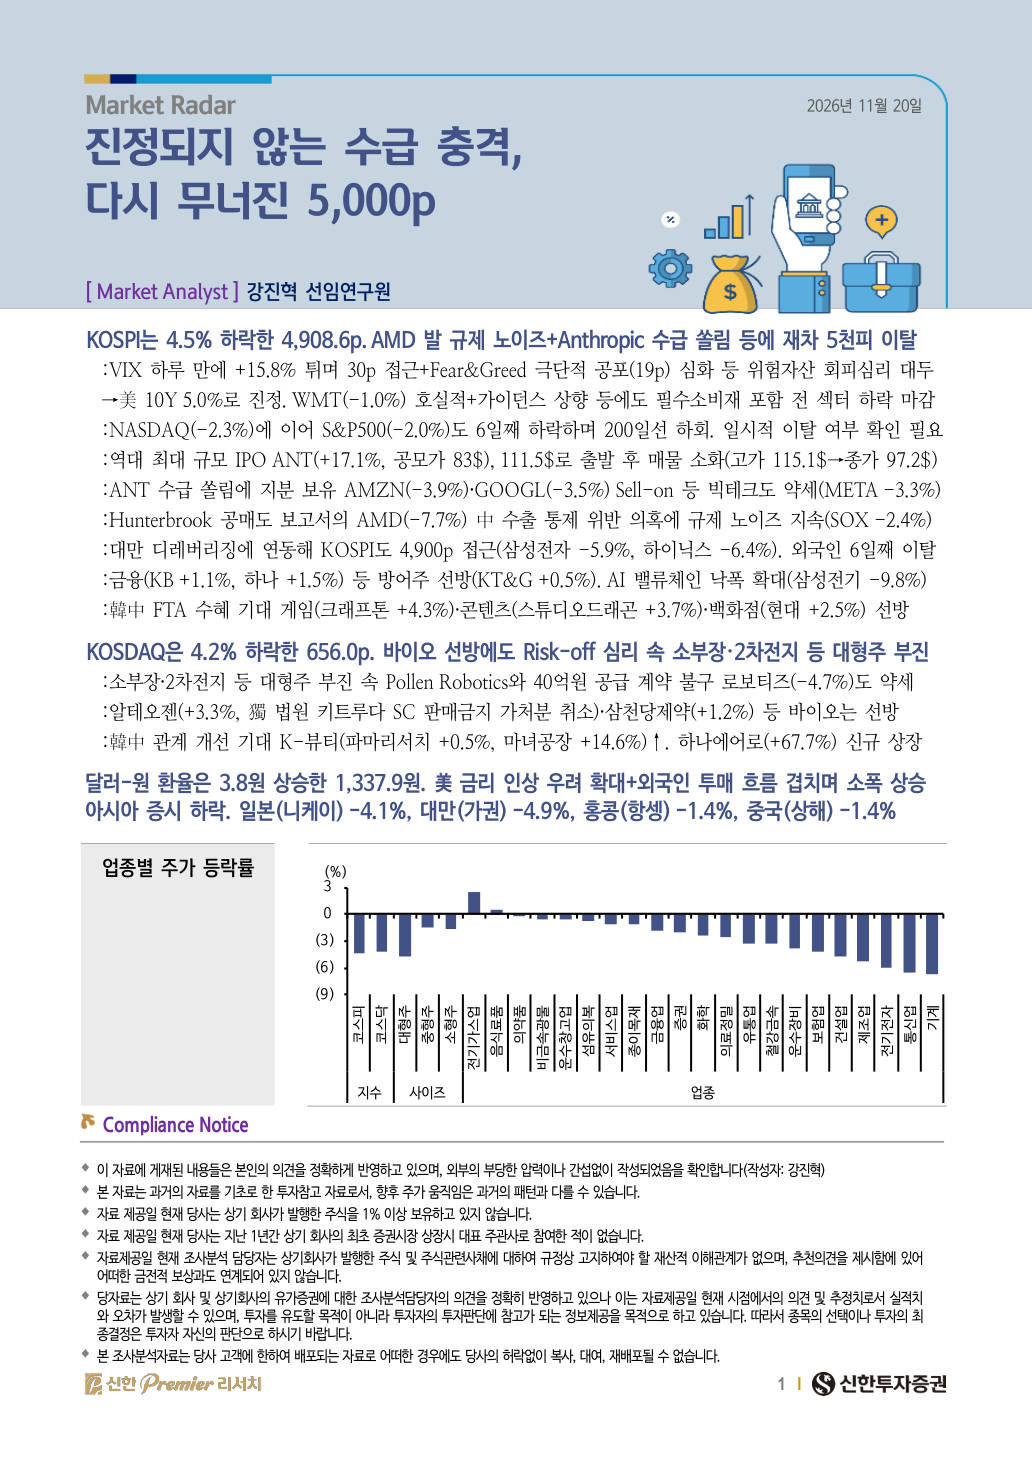 Market Radar
2026년 11월 20일
진정되지 않는 수급 충격,
다시 무너진 5,000p
%
+
$
[ Market Analyst ] 강진혁 선임연구원
KOSPI는 4.5% 하락한 4,908.6p. AMD 발 규제 노이즈+Anthropic 수급 쏠림 등에 재차 5천피 이탈
:VIX 하루 만에 +15.8% 튀며 30p 접근+Fear&Greed 극단적 공포(19p) 심화 등 위험자산 회피심리 대두
→美 10Y 5.0%로 진정. WMT(-1.0%) 호실적+가이던스 상향 등에도 필수소비재 포함 전 섹터 하락 마감
:NASDAQ(-2.3%)에 이어 S&P500(-2.0%)도 6일째 하락하며 200일선 하회. 일시적 이탈 여부 확인 필요
:역대 최대 규모 IPO ANT(+17.1%, 공모가 83$), 111.5$로 출발 후 매물 소화(고가 115.1$→종가 97.2$)
:ANT 수급 쏠림에 지분 보유 AMZN(-3.9%)·GOOGL(-3.5%) Sell-on 등 빅테크도 약세(META -3.3%)
:Hunterbrook 공매도 보고서의 AMD(-7.7%) 中 수출 통제 위반 의혹에 규제 노이즈 지속(SOX -2.4%)
:대만 디레버리징에 연동해 KOSPI도 4,900p 접근(삼성전자 -5.9%, 하이닉스 -6.4%). 외국인 6일째 이탈
:금융(KB +1.1%, 하나 +1.5%) 등 방어주 선방(KT&G +0.5%). AI 밸류체인 낙폭 확대(삼성전기 -9.8%)
:韓中 FTA 수혜 기대 게임(크래프톤 +4.3%)·콘텐츠(스튜디오드래곤 +3.7%)·백화점(현대 +2.5%) 선방
KOSDAQ은 4.2% 하락한 656.0p. 바이오 선방에도 Risk-off 심리 속 소부장·2차전지 등 대형주 부진
:소부장·2차전지 등 대형주 부진 속 Pollen Robotics와 40억원 공급 계약 불구 로보티즈(-4.7%)도 약세
:알테오젠(+3.3%, 獨 법원 키트루다 SC 판매금지 가처분 취소)·삼천당제약(+1.2%) 등 바이오는 선방
:韓中 관계 개선 기대 K-뷰티(파마리서치 +0.5%, 마녀공장 +14.6%)↑. 하나에어로(+67.7%) 신규 상장
달러-원 환율은 3.8원 상승한 1,337.9원. 美 금리 인상 우려 확대+외국인 투매 흐름 겹치며 소폭 상승
아시아 증시 하락. 일본(니케이) -4.1%, 대만(가권) -4.9%, 홍콩(항셍) -1.4%, 중국(상해) -1.4%
업종별 주가 등락률
(%)
3
0
(3)
(6)
(9)
코스피
코스닥
대형주
중형주
소형주
전기가스업
음식료품
의약품
비금속광물
운수창고업
섬유의복
서비스업
종이목재
금융업
증권
화학
의료정밀
유통업
철강금속
운수장비
보험업
건설업
제조업
전기전자
통신업
기계
지수
사이즈
업종
Compliance Notice
◆ 이 자료에 게재된 내용들은 본인의 의견을 정확하게 반영하고 있으며, 외부의 부당한 압력이나 간섭없이 작성되었음을 확인합니다(작성자: 강진혁)
◆ 본 자료는 과거의 자료를 기초로 한 투자참고 자료로서, 향후 주가 움직임은 과거의 패턴과 다를 수 있습니다.
◆ 자료 제공일 현재 당사는 상기 회사가 발행한 주식을 1% 이상 보유하고 있지 않습니다.
◆ 자료 제공일 현재 당사는 지난 1년간 상기 회사의 최초 증권시장 상장시 대표 주관사로 참여한 적이 없습니다.
◆ 자료제공일 현재 조사분석 담당자는 상기회사가 발행한 주식 및 주식관련사채에 대하여 규정상 고지하여야 할 재산적 이해관계가 없으며, 추천의견을 제시함에 있어
어떠한 금전적 보상과도 연계되어 있지 않습니다.
◆ 당자료는 상기 회사 및 상기회사의 유가증권에 대한 조사분석담당자의 의견을 정확히 반영하고 있으나 이는 자료제공일 현재 시점에서의 의견 및 추정치로서 실적치
와 오차가 발생할 수 있으며, 투자를 유도할 목적이 아니라 투자자의 투자판단에 참고가 되는 정보제공을 목적으로 하고 있습니다. 따라서 종목의 선택이나 투자의 최
종결정은 투자자 자신의 판단으로 하시기 바랍니다.
◆ 본 조사분석자료는 당사 고객에 한하여 배포되는 자료로 어떠한 경우에도 당사의 허락없이 복사, 대여, 재배포될 수 없습니다.
신한 Premier 리서치
1 | 신한투자증권